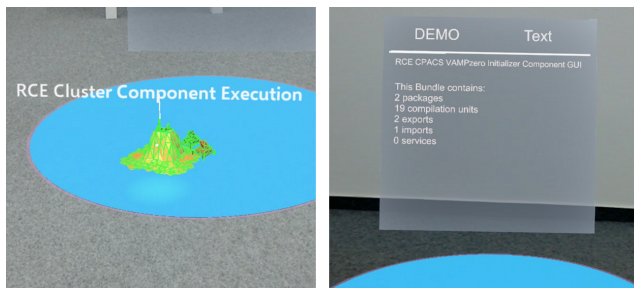 RCE Cluster Component Execution
DEMO Text
RCE CPACS VAMPzero Initializer Component GUI
This Bundle contains:
2 packages
19 compilation units
2 exports
1 imports
0 services